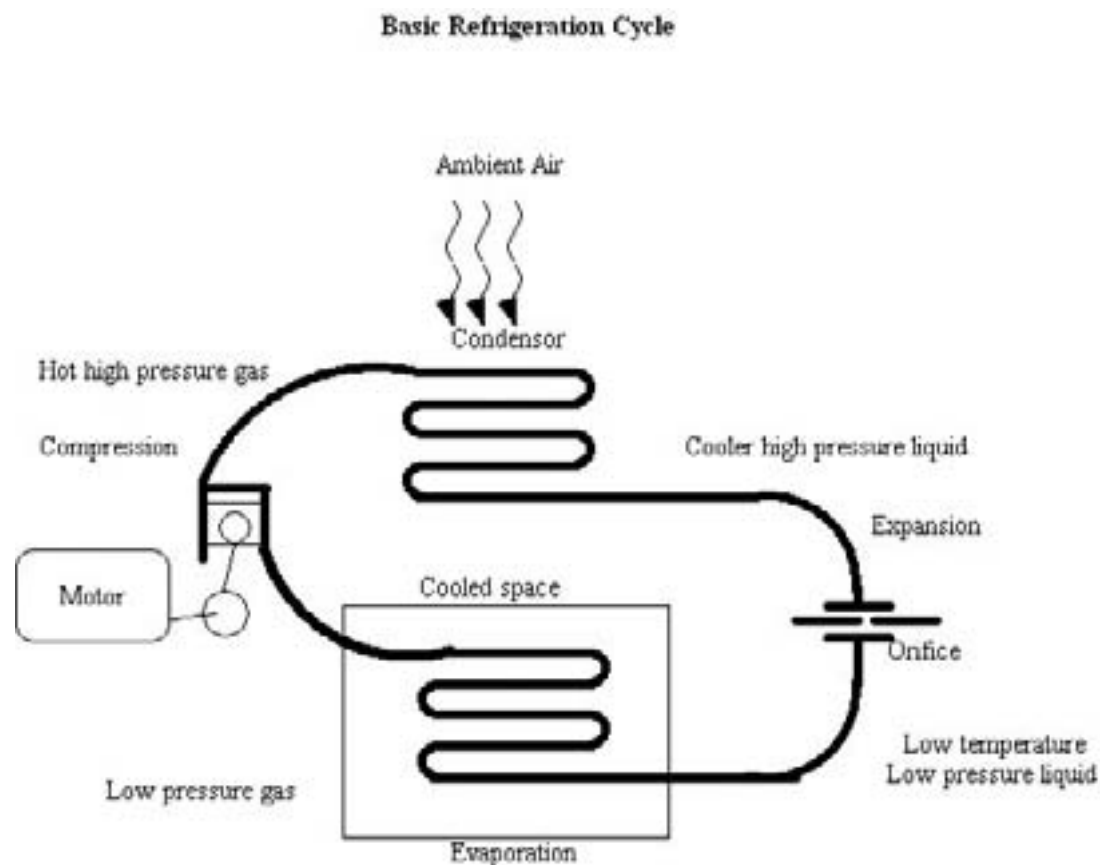 Basic Refrigeration Cycle
Ambient Air
Condensor
Hot high pressure gas
Compression
Cooler high pressure liquid
Expansion
Motor
Cooled space
Orifice
Low temperature
Low pressure liquid
Low pressure gas
Evaporation